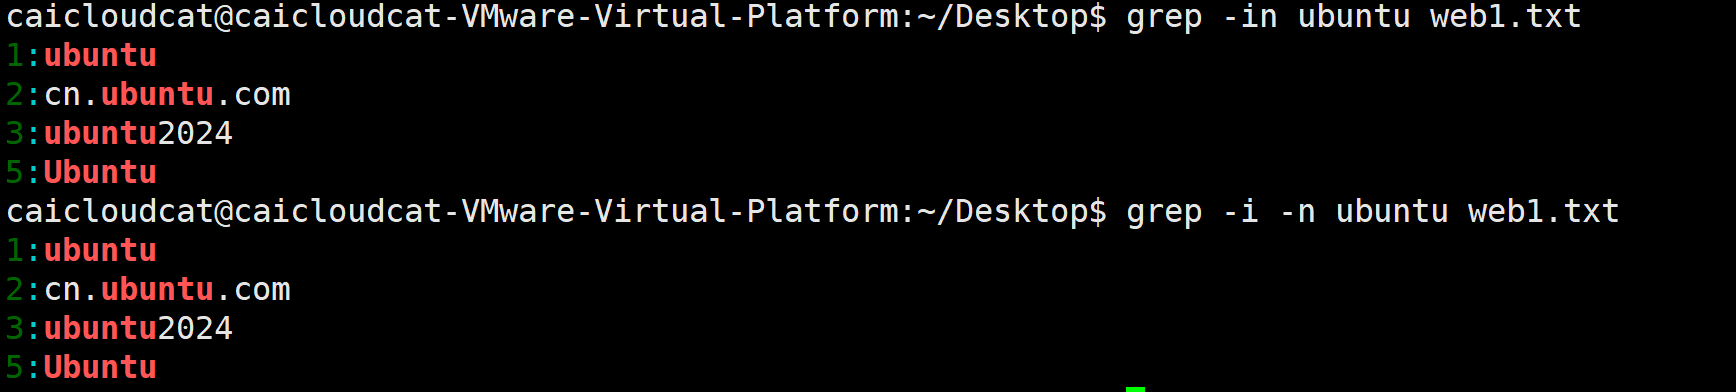 caicloudcat@caicloudcat-VMware-Virtual-Platform:~/Desktop$ grep -in ubuntu web1.txt
1:ubuntu
2:cn.ubuntu.com
3:ubuntu2024
5:Ubuntu
caicloudcat@caicloudcat-VMware-Virtual-Platform:~/Desktop$ grep -i -n ubuntu web1.txt
1:ubuntu
2:cn.ubuntu.com
3:ubuntu2024
5:Ubuntu